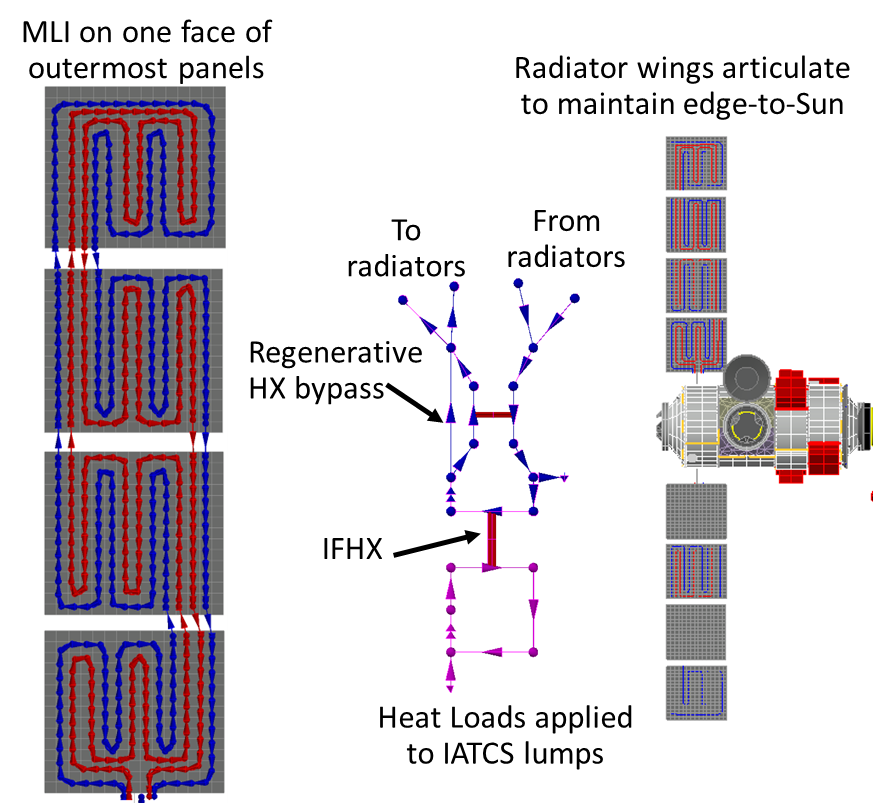 MLI on one face of
outermost panels
Radiator wings articulate
to maintain edge-to-Sun
To
radiators
From
radiators
Regenerative
HX bypass
IFHX
Heat Loads applied
to IATCS lumps